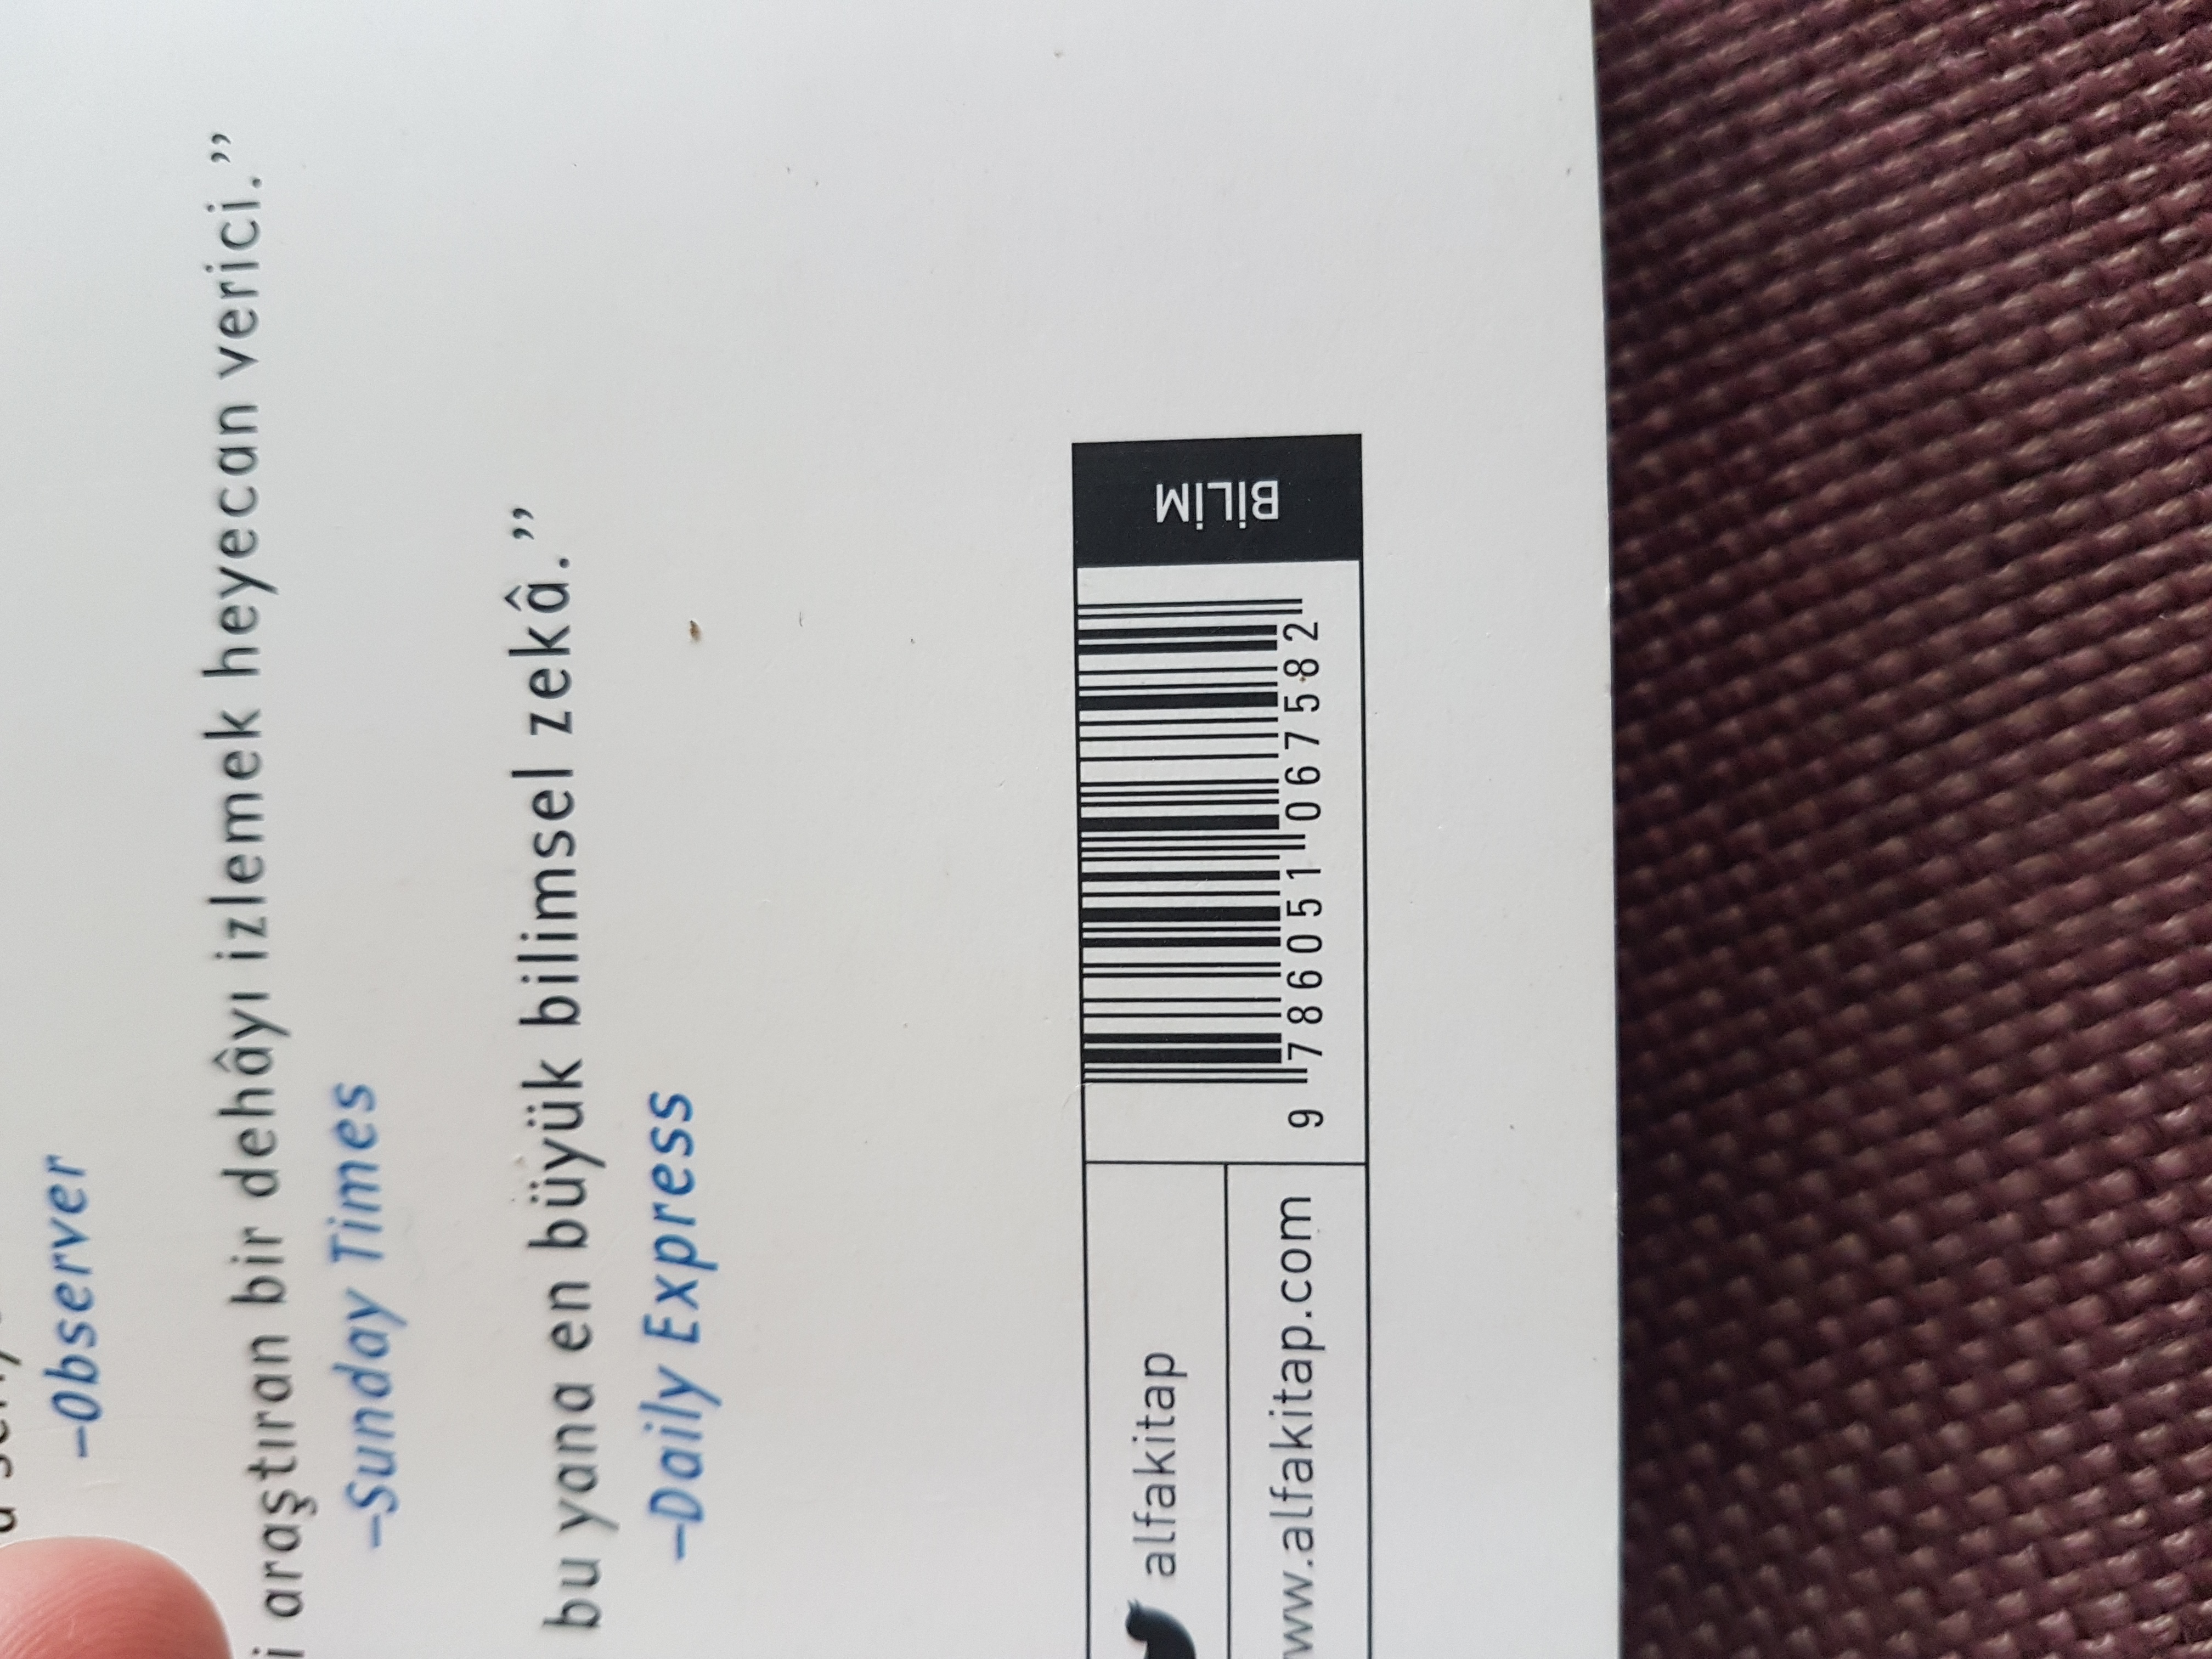 –Observer
i araştıran bir dehâyı izlemek heyecan verici.”
–Sunday Times
bu yana en büyük bilimsel zekâ.”
–Daily Express
alfakitap
ww.alfakitap.com
9 786051 067582
BİLİM